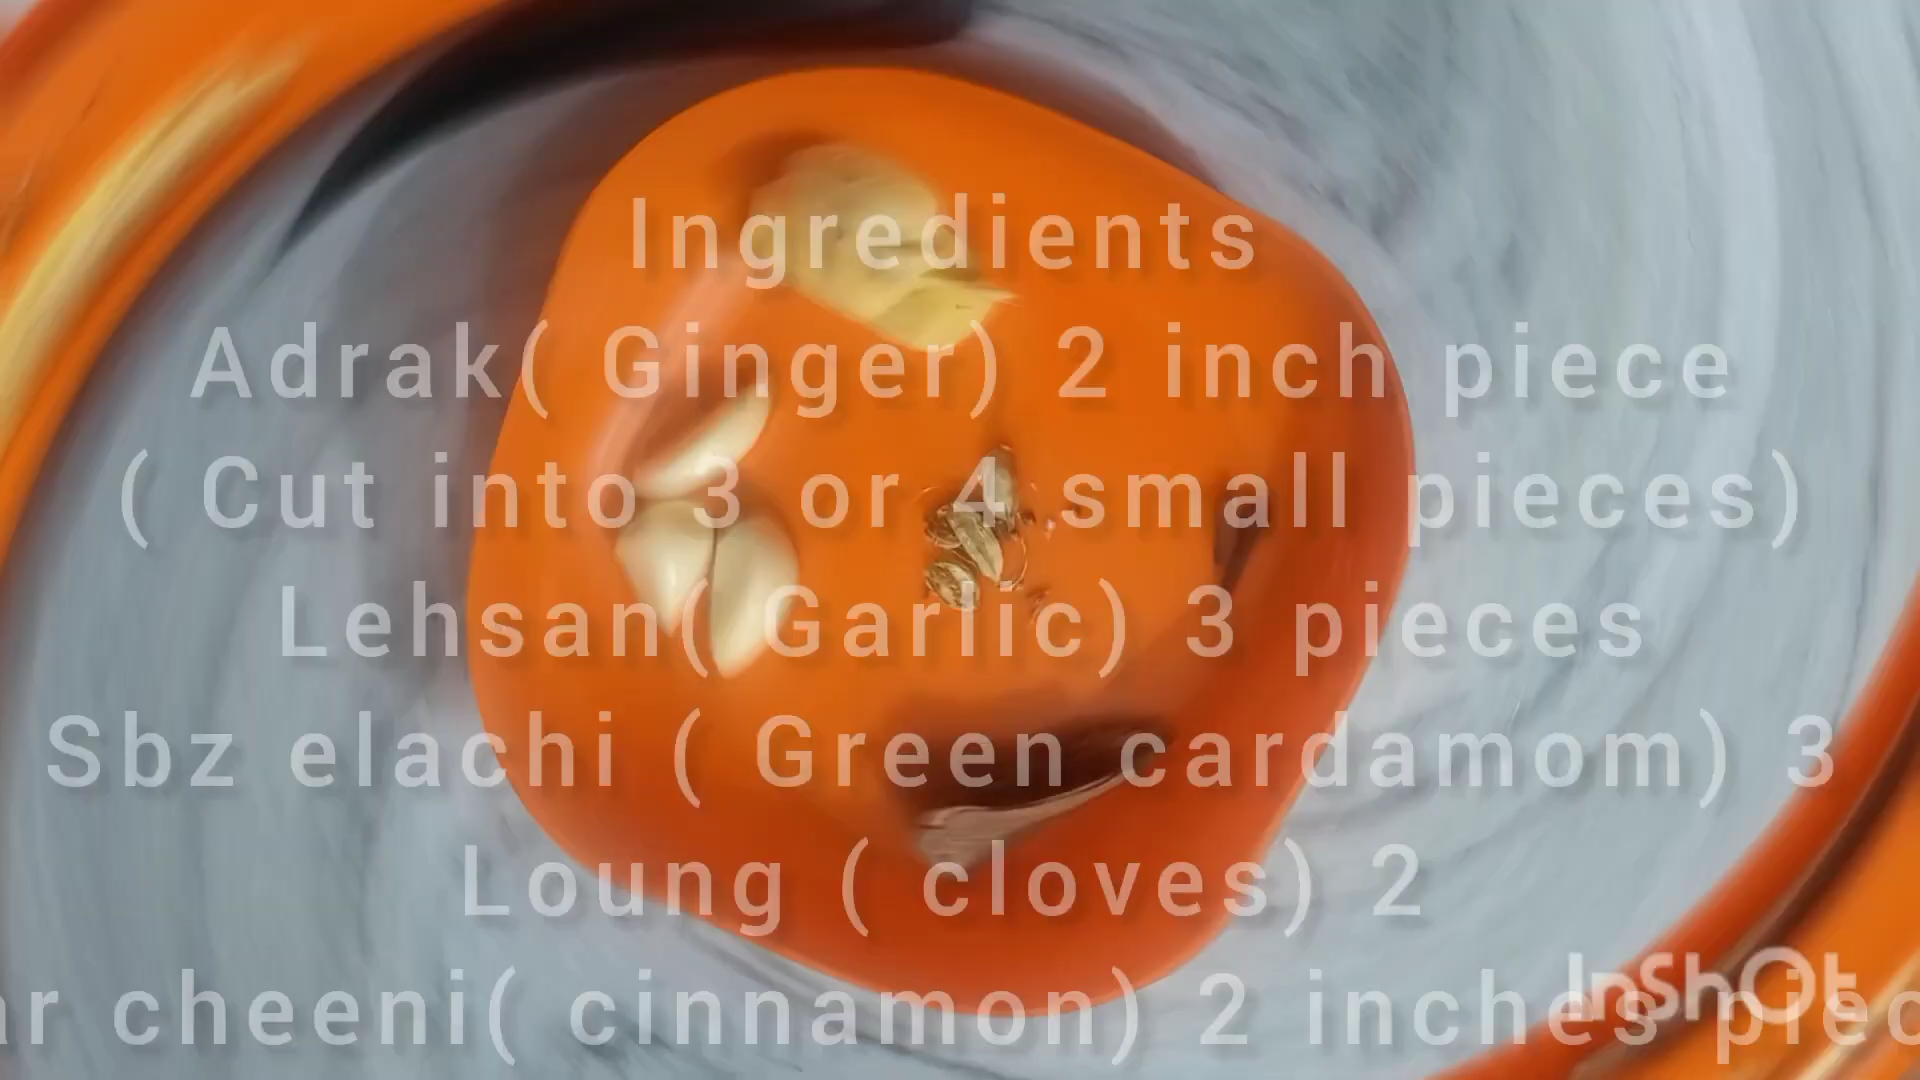 Ingredients
Adrak( Ginger) 2 inch piece
( Cut into 3 or 4 small pieces)
Lehsan( Garlic) 3 pieces
Sbz elachi ( Green cardamom) 3
Loung ( cloves) 2
cheeni( cinnamon) 2 inches
InShOt